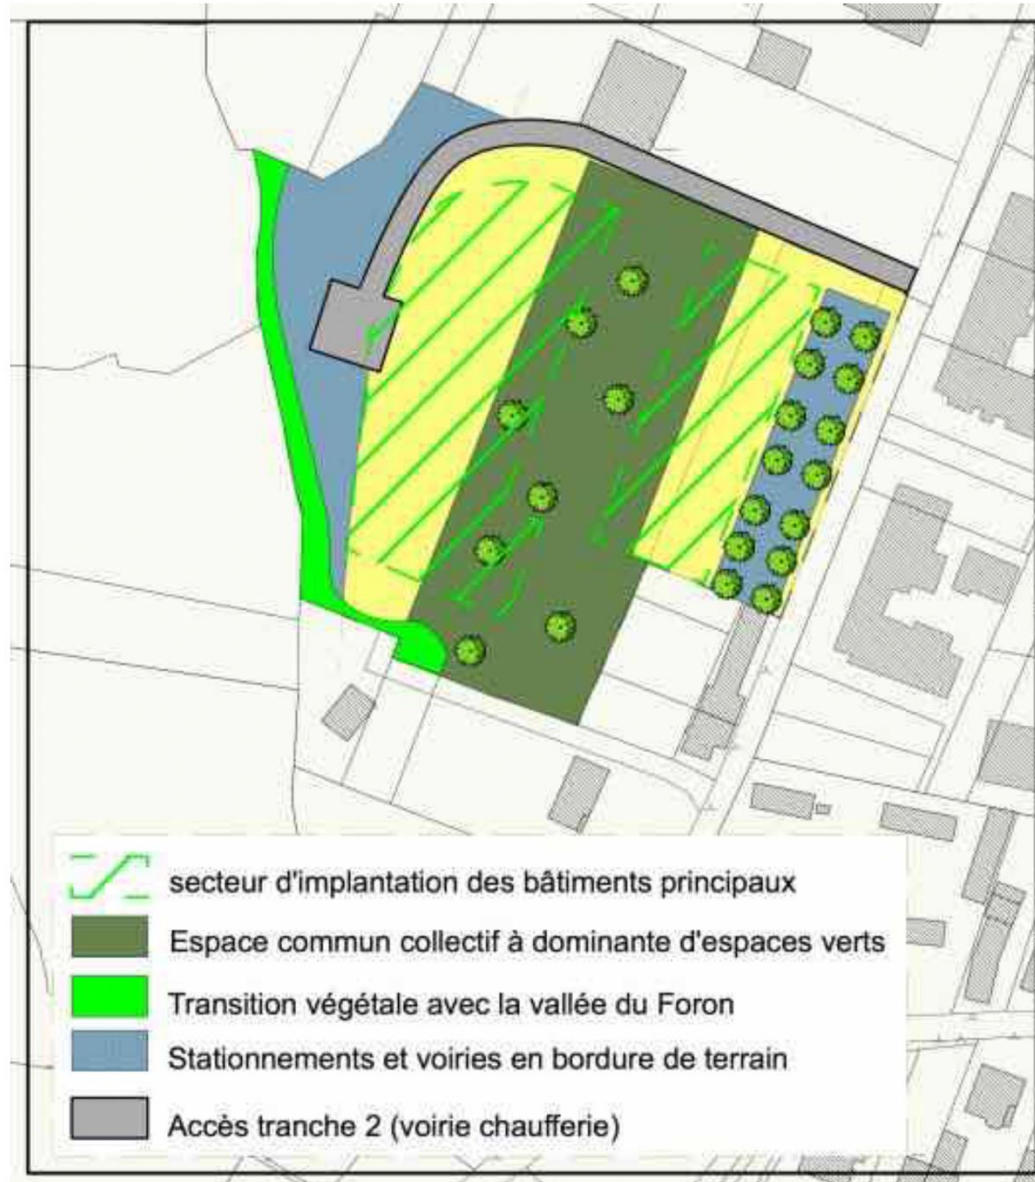 secteur d'implantation des bâtiments principaux
Espace commun collectif à dominante d'espaces verts
Transition végétale avec la vallée du Foron
Stationnements et voiries en bordure de terrain
Accès tranche 2 (voirie chaufferie)